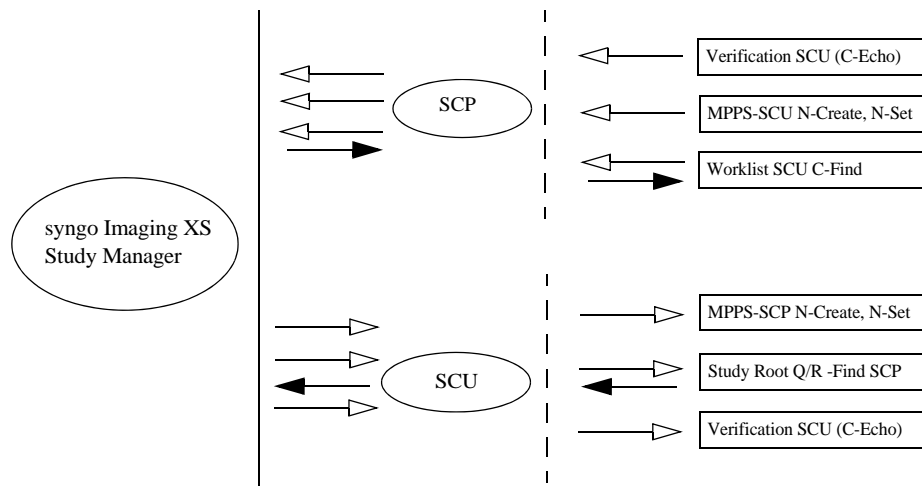 Verification SCU (C-Echo)
SCP
MPPS-SCU N-Create, N-Set
Worklist SCU C-Find
syngo Imaging XS
Study Manager
MPPS-SCP N-Create, N-Set
SCU
Study Root Q/R -Find SCP
Verification SCU (C-Echo)